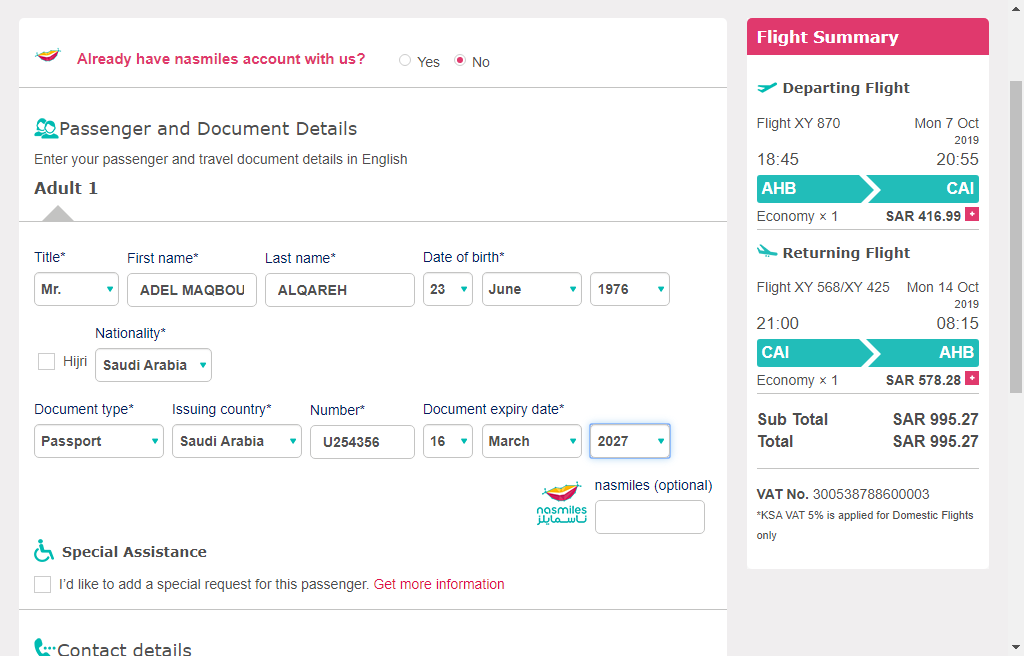 Already have nasmiles account with us? Yes No
Passenger and Document Details
Enter your passenger and travel document details in English
Adult 1
Title* First name* Last name* Date of birth*
Mr. ADEL MAQBOU ALQAREH 23 June 1976
Nationality*
Hijri Saudi Arabia
Document type* Issuing country* Number* Document expiry date*
Passport Saudi Arabia U254356 16 March 2027
nasmiles (optional)
nasmiles
ناسمايلز
Special Assistance
I'd like to add a special request for this passenger. Get more information
Contact details
Flight Summary
Departing Flight
Flight XY 870 Mon 7 Oct
2019
18:45 20:55
AHB CAI
Economy × 1 SAR 416.99 +
Returning Flight
Flight XY 568/XY 425 Mon 14 Oct
2019
21:00 08:15
CAI AHB
Economy × 1 SAR 578.28 +
Sub Total SAR 995.27
Total SAR 995.27
VAT No. 300538788600003
*KSA VAT 5% is applied for Domestic Flights
only